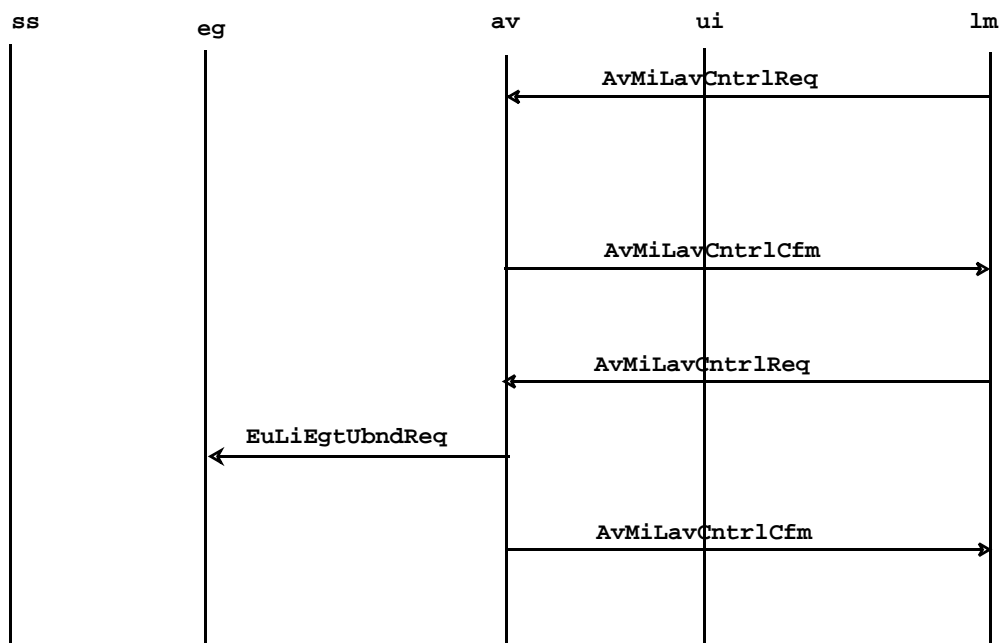 ss eg av ui lm
AvMiLavCntrlReq
AvMiLavCntrlCfm
AvMiLavCntrlReq
EuLiEgtUbndReq
AvMiLavCntrlCfm